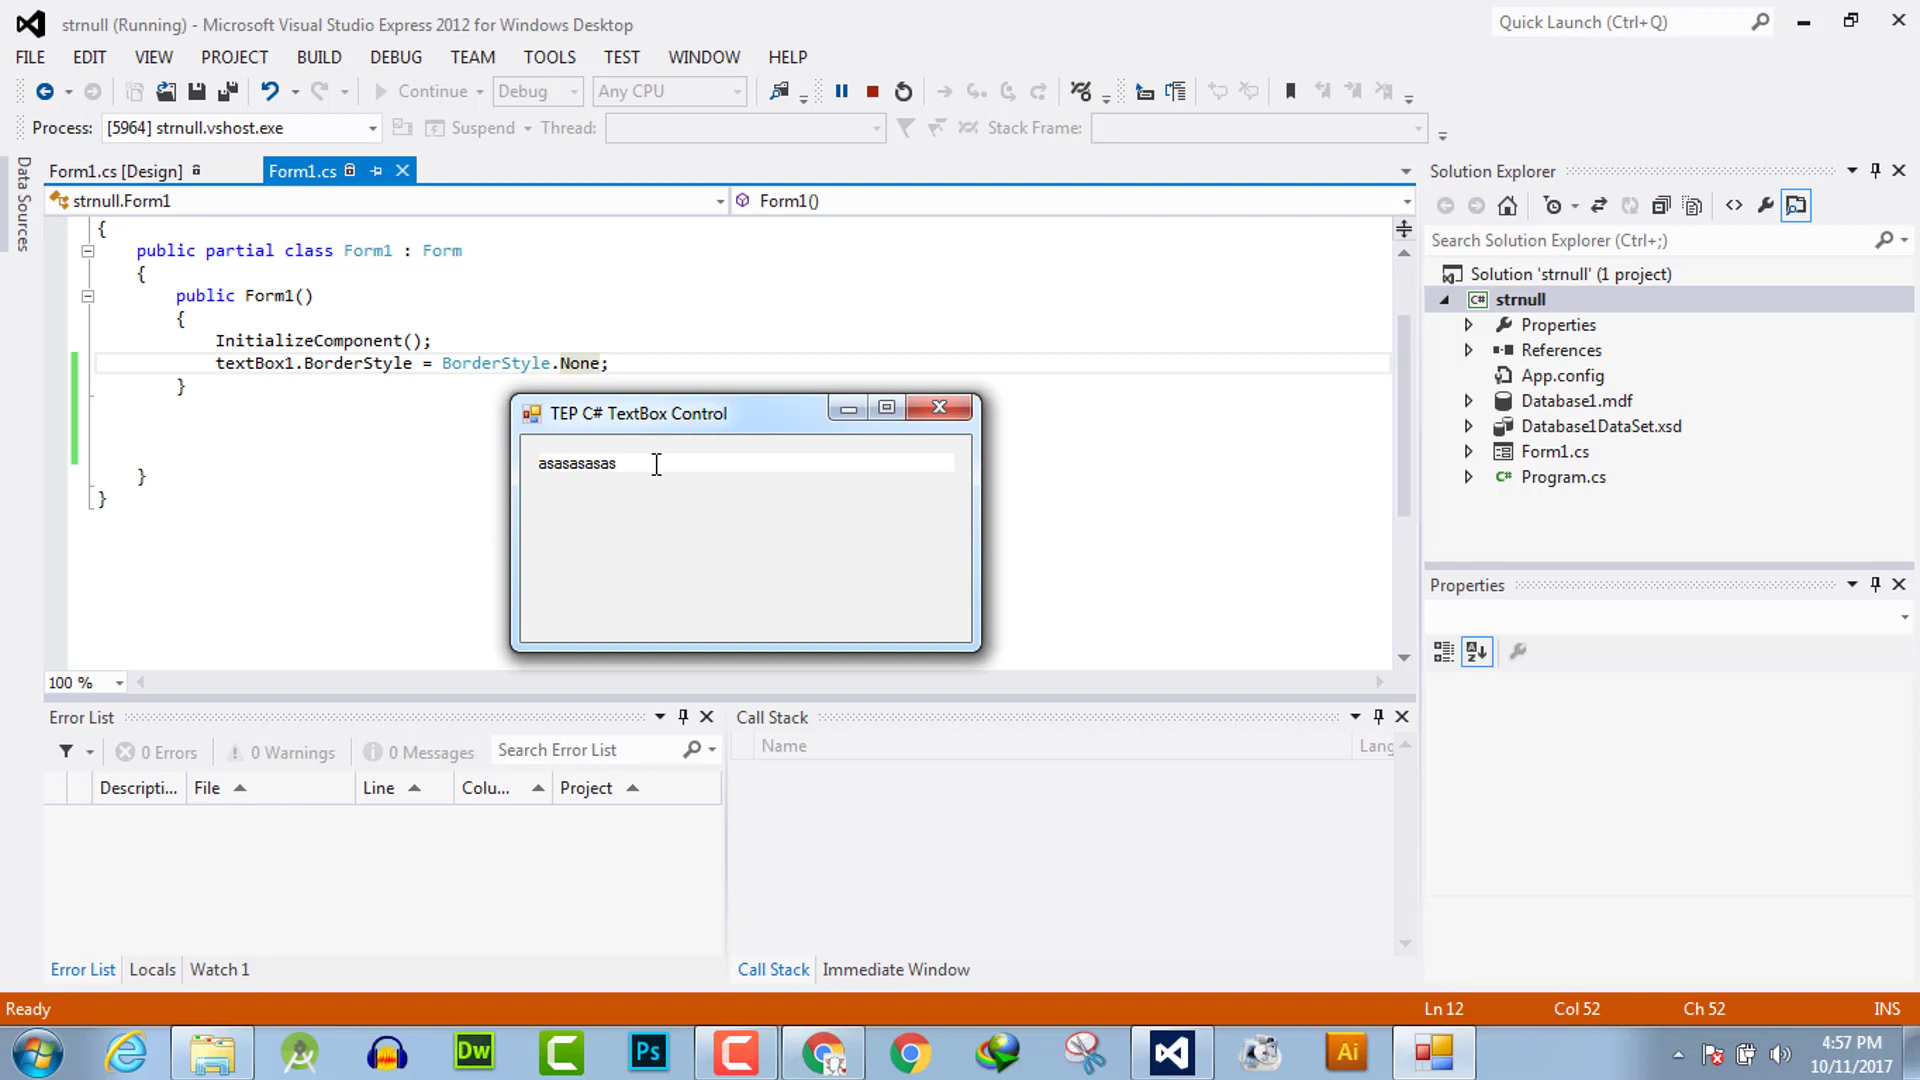 strnull (Running) - Microsoft Visual Studio Express 2012 for Windows Desktop
Quick Launch (Ctrl+Q)
FILE EDIT VIEW PROJECT BUILD DEBUG TEAM TOOLS TEST WINDOW HELP
Continue Debug Any CPU
Process: [5964] strnull.vshost.exe Suspend Thread: Stack Frame:
Data Sources
Form1.cs [Design] Form1.cs
strnull.Form1 Form1()
{
public partial class Form1 : Form
{
public Form1()
{
InitializeComponent();
textBox1.BorderStyle = BorderStyle.None;
}
}
}
TEP C# TextBox Control
asasasasas
100 %
Solution Explorer
Search Solution Explorer (Ctrl+;)
Solution 'strnull' (1 project)
C# strnull
Properties
References
App.config
Database1.mdf
Database1DataSet.xsd
Form1.cs
C# Program.cs
Properties
Error List
0 Errors 0 Warnings 0 Messages Search Error List
Descripti... File Line Colu... Project
Error List Locals Watch 1
Call Stack
Name Lang
Call Stack Immediate Window
Ready Ln 12 Col 52 Ch 52 INS
Dw Ps Ai
4:57 PM
10/11/2017